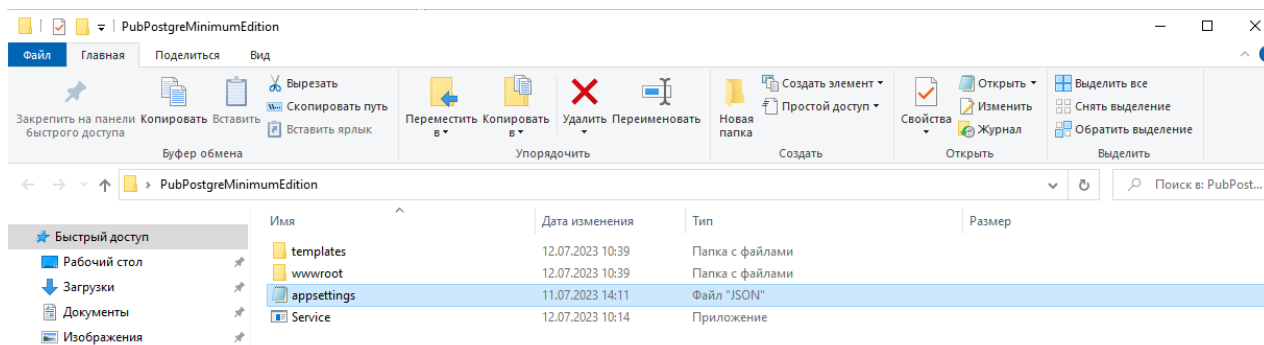 PubPostgreMinimumEdition
Файл Главная Поделиться Вид
Закрепить на панели быстрого доступа
Копировать
Вставить
Вырезать
Скопировать путь
Вставить ярлык
Буфер обмена
Переместить в
Копировать в
Удалить
Переименовать
Упорядочить
Новая папка
Создать элемент
Простой доступ
Создать
Свойства
Открыть
Изменить
Журнал
Открыть
Выделить все
Снять выделение
Обратить выделение
Выделить
PubPostgreMinimumEdition
Поиск в: PubPost...
Быстрый доступ
Рабочий стол
Загрузки
Документы
Изображения
Имя Дата изменения Тип Размер
templates 12.07.2023 10:39 Папка с файлами
wwwroot 12.07.2023 10:39 Папка с файлами
appsettings 11.07.2023 14:11 Файл "JSON"
Service 12.07.2023 10:14 Приложение